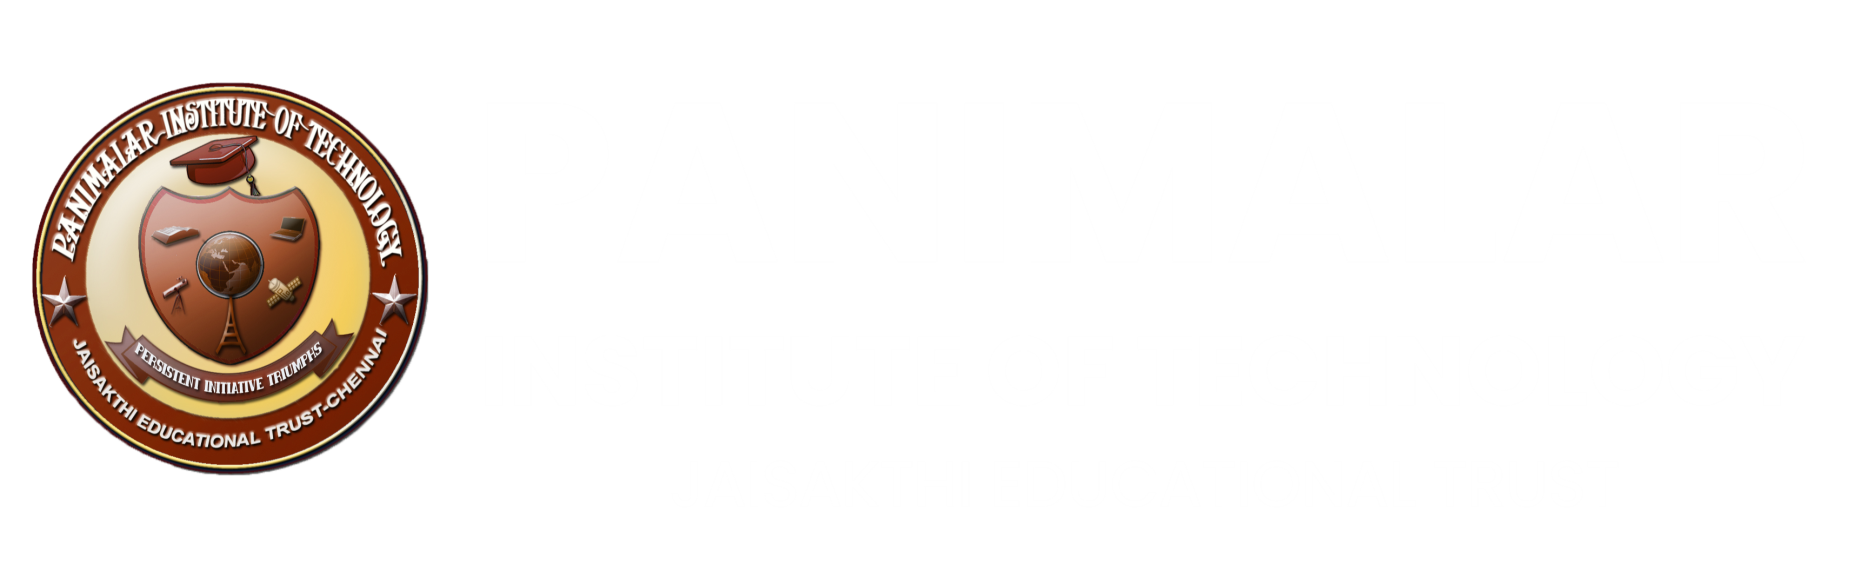 PANIMALAR INSTITUTE OF TECHNOLOGY
PERSISTENT INITIATIVE TRIUMPHS
JAISAKTHI EDUCATIONAL TRUST-CHENNAI